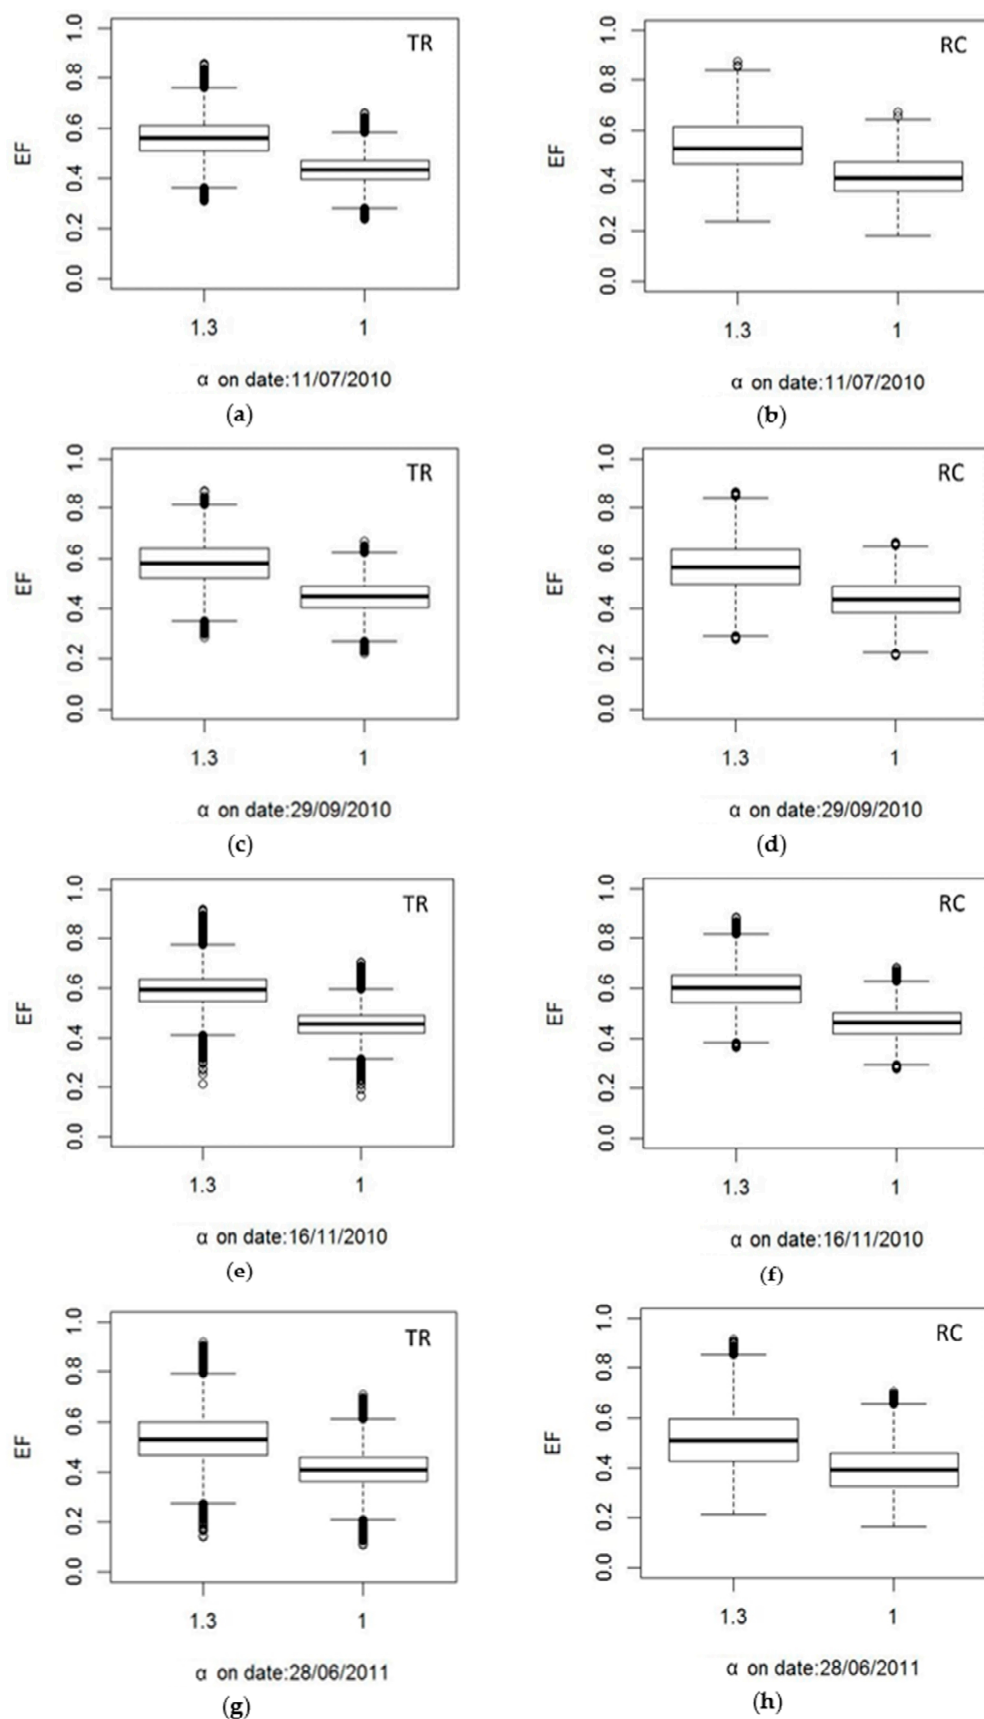 TR
EF
0.0 0.2 0.4 0.6 0.8 1.0
1.3 1
α on date:11/07/2010
(a)
RC
EF
0.0 0.2 0.4 0.6 0.8 1.0
1.3 1
α on date:11/07/2010
(b)
TR
EF
0.0 0.2 0.4 0.6 0.8 1.0
1.3 1
α on date:29/09/2010
(c)
RC
EF
0.0 0.2 0.4 0.6 0.8 1.0
1.3 1
α on date:29/09/2010
(d)
TR
EF
0.0 0.2 0.4 0.6 0.8 1.0
1.3 1
α on date:16/11/2010
(e)
RC
EF
0.0 0.2 0.4 0.6 0.8 1.0
1.3 1
α on date:16/11/2010
(f)
TR
EF
0.0 0.2 0.4 0.6 0.8 1.0
1.3 1
α on date:28/06/2011
(g)
RC
EF
0.0 0.2 0.4 0.6 0.8 1.0
1.3 1
α on date:28/06/2011
(h)